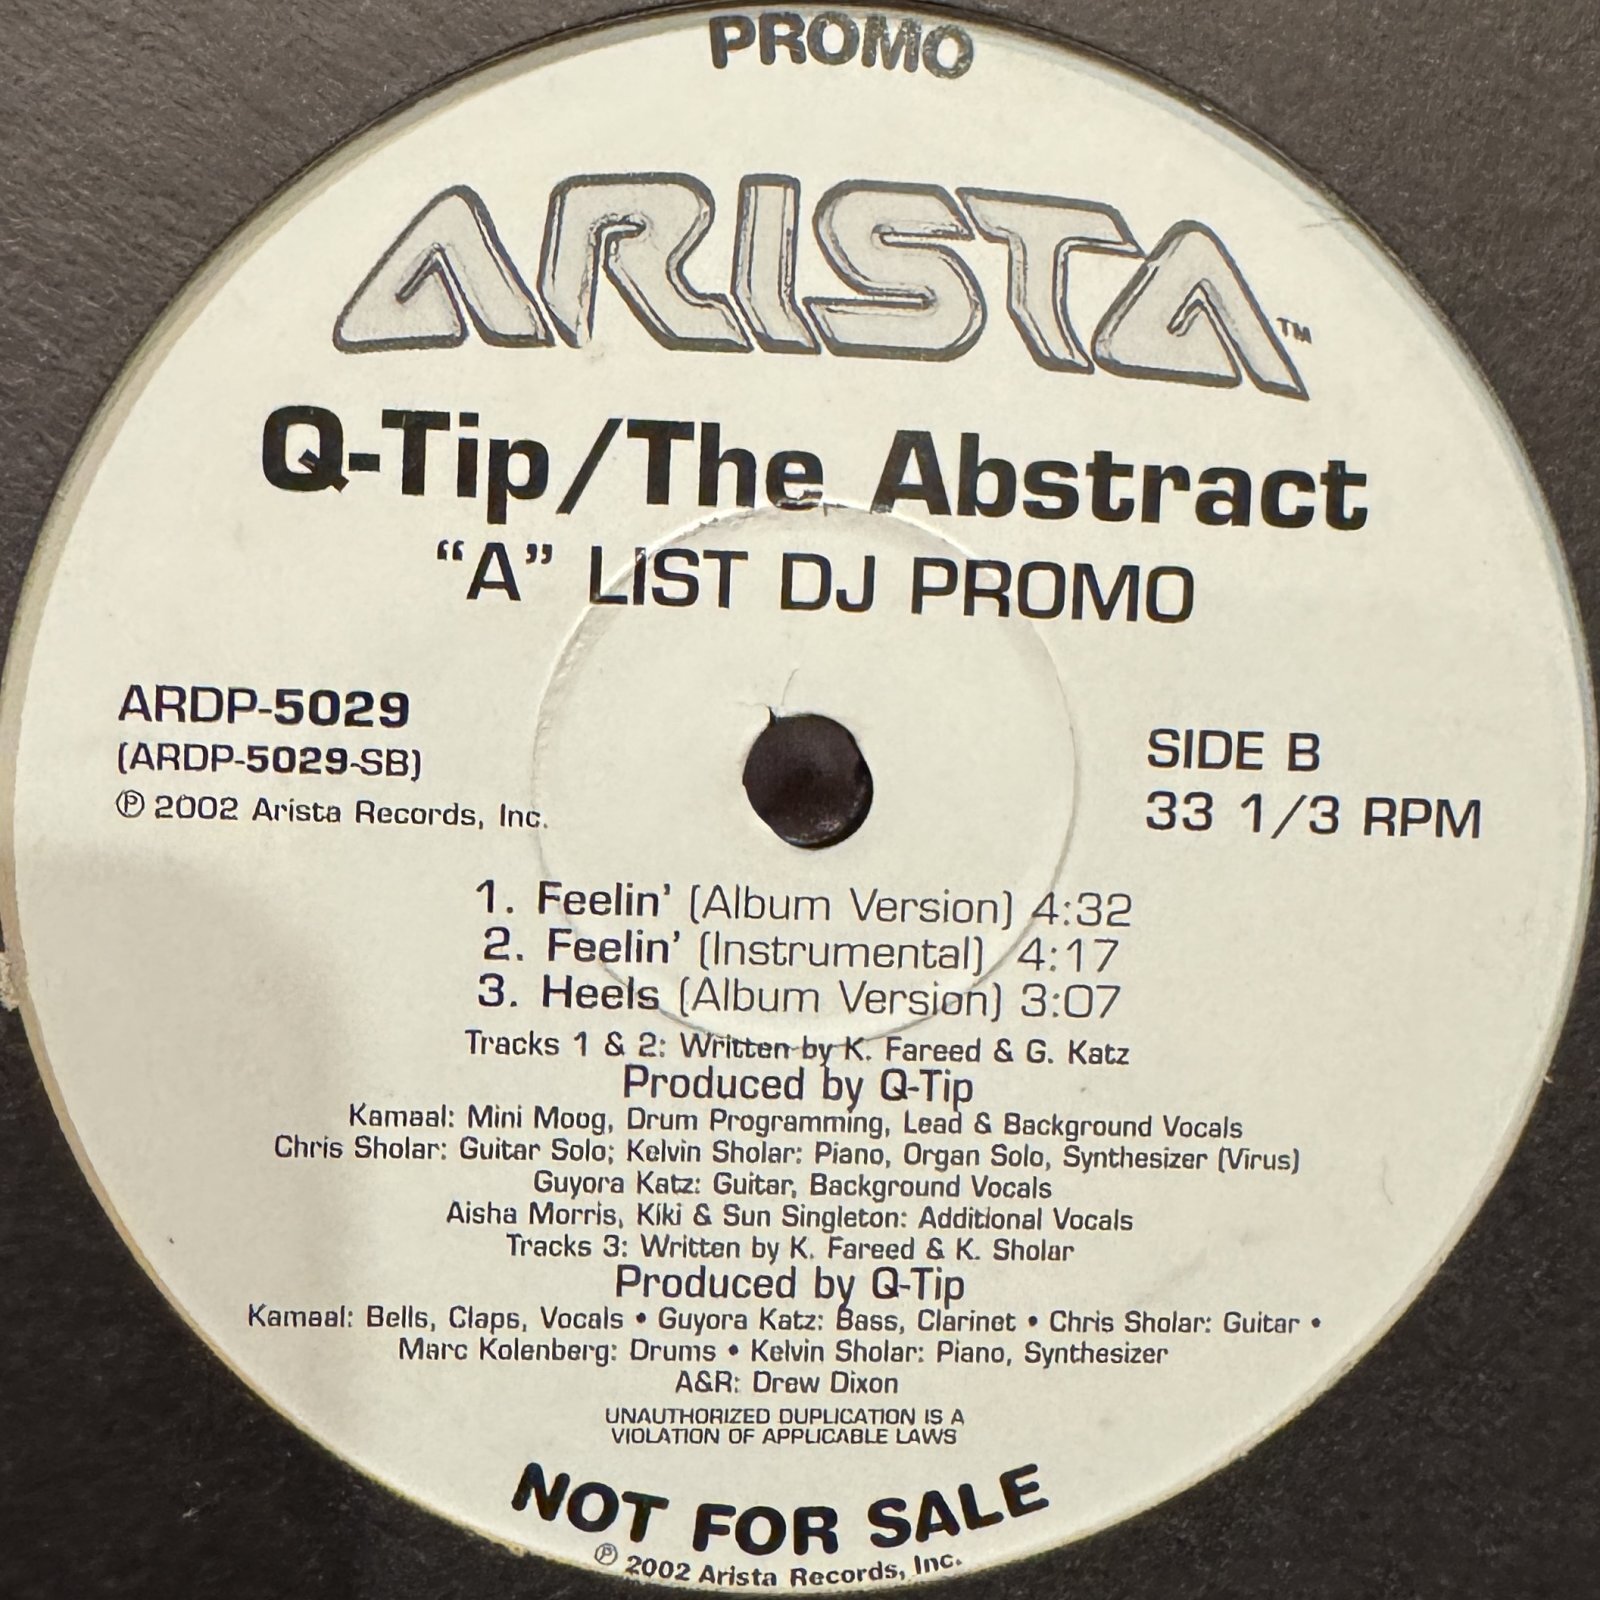 PROMO
ARISTA™
Q-Tip/The Abstract
“A” LIST DJ PROMO
ARDP-5029
(ARDP-5029-SB)
℗ 2002 Arista Records, Inc.
SIDE B
33 1/3 RPM
1. Feelin' (Album Version) 4:32
2. Feelin' (Instrumental) 4:17
3. Heels (Album Version) 3:07
Tracks 1 & 2: Written by K. Fareed & G. Katz
Produced by Q-Tip
Kamaal: Mini Moog, Drum Programming, Lead & Background Vocals
Chris Sholar: Guitar Solo; Kelvin Sholar: Piano, Organ Solo, Synthesizer (Virus)
Guyora Katz: Guitar, Background Vocals
Aisha Morris, Kiki & Sun Singleton: Additional Vocals
Tracks 3: Written by K. Fareed & K. Sholar
Produced by Q-Tip
Kamaal: Bells, Claps, Vocals • Guyora Katz: Bass, Clarinet • Chris Sholar: Guitar •
Marc Kolenberg: Drums • Kelvin Sholar: Piano, Synthesizer
A&R: Drew Dixon
UNAUTHORIZED DUPLICATION IS A
VIOLATION OF APPLICABLE LAWS
NOT FOR SALE
℗ 2002 Arista Records, Inc.